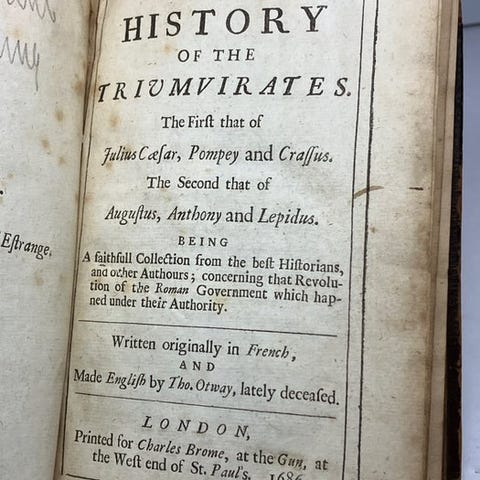 HISTORY
OF THE
TRIUMVIRATES.
The Firſt that of
Julius Cæſar, Pompey and Craſſus.
The Second that of
Auguſtus, Anthony and Lepidus.
BEING
A faithfull Collection from the beſt Hiſtorians,
and other Authours; concerning that Revolu-
tion of the Roman Government which hap-
ned under their Authority.
Written originally in French,
AND
Made Engliſh by Tho. Otway, lately deceaſed.
LONDON,
Printed for Charles Brome, at the Gun, at
the Weſt end of St. Paul's. 1686
Eſtrange.